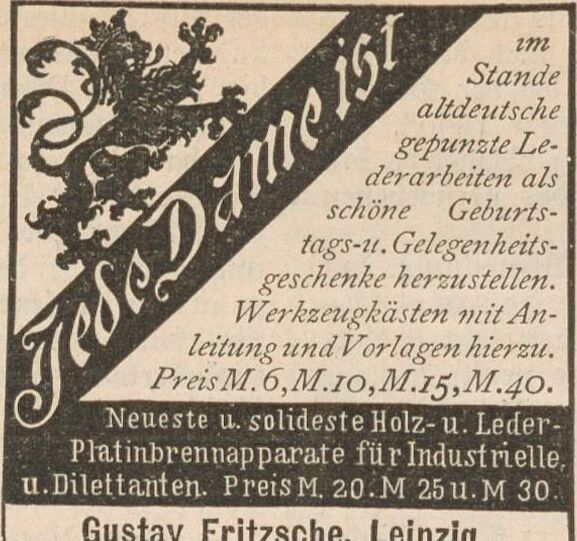 Jede Dame ist
im
Stande
altdeutsche
gepunzte Le-
derarbeiten als
schöne Geburts-
tags-u. Gelegenheits-
geschenke herzustellen.
Werkzeugkästen mit An-
leitung und Vorlagen hierzu.
Preis M. 6, M. 10, M. 15, M. 40.
Neueste u. solideste Holz- u. Leder-
Platinbrennapparate für Industrielle
u. Dilettanten. Preis M. 20. M 25 u. M 30.
Gustav Fritzsche, Leipzig